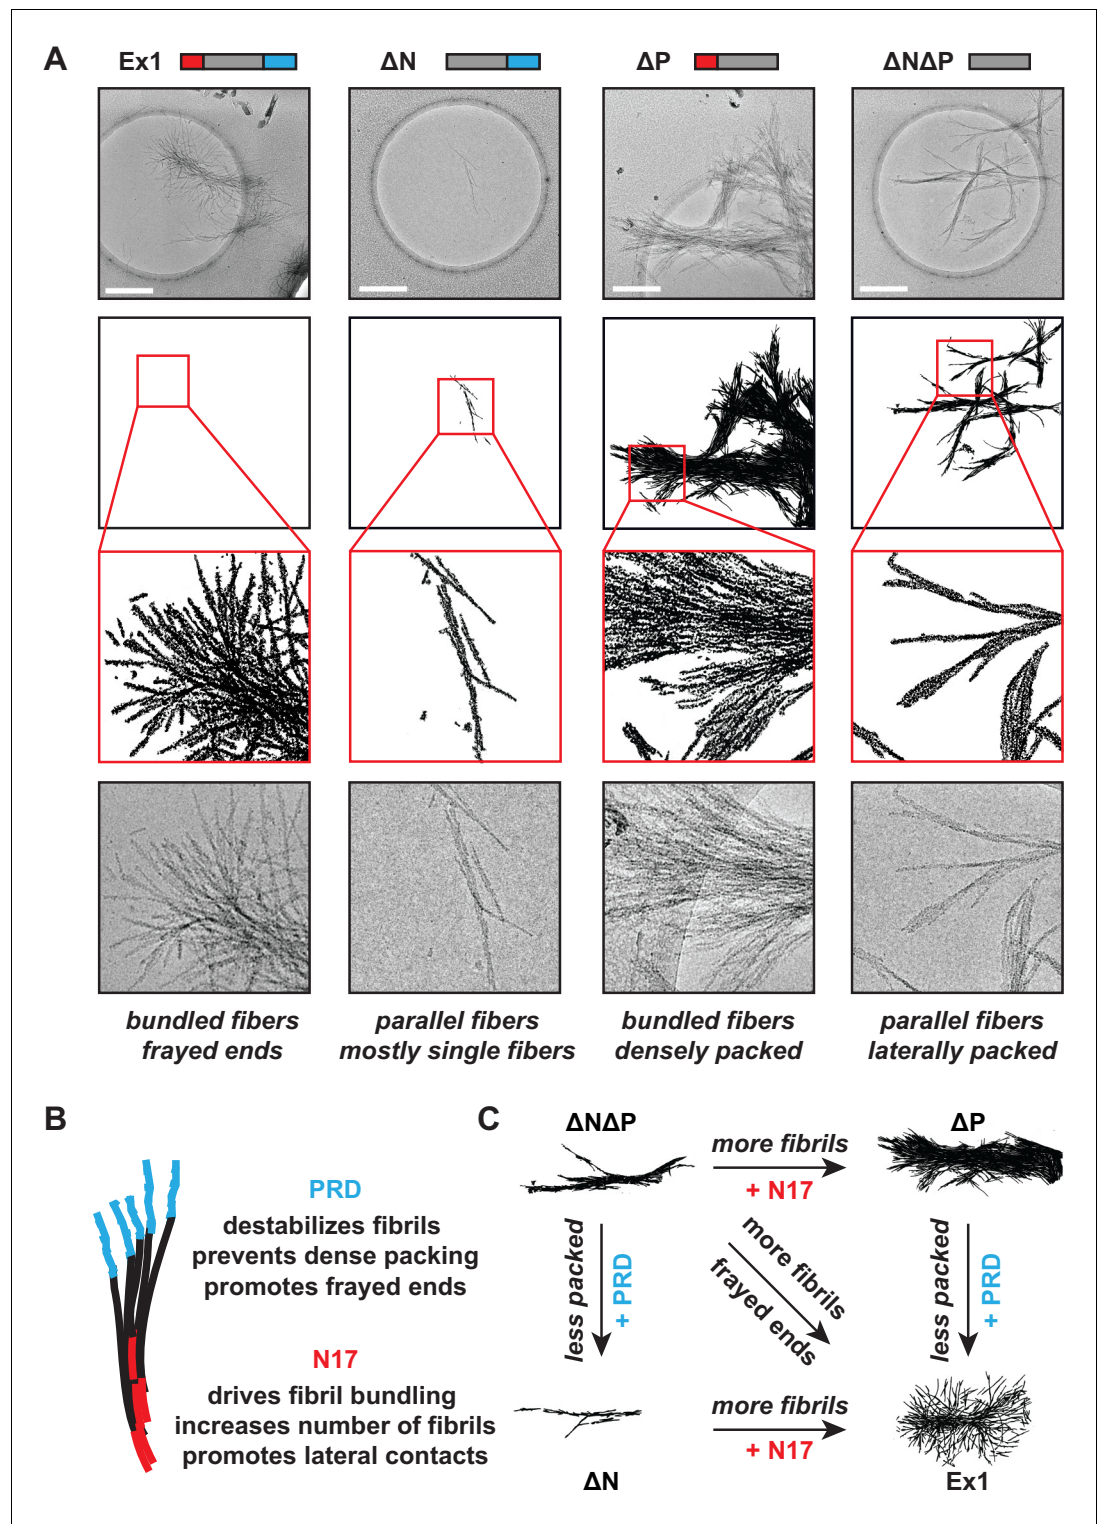 A
Ex1
ΔN
ΔP
ΔNΔP
bundled fibers
frayed ends
parallel fibers
mostly single fibers
bundled fibers
densely packed
parallel fibers
laterally packed
B
PRD
destabilizes fibrils
prevents dense packing
promotes frayed ends
N17
drives fibril bundling
increases number of fibrils
promotes lateral contacts
C
ΔNΔP
more fibrils
+ N17
ΔP
less packed
+ PRD
more fibrils
frayed ends
less packed
+ PRD
more fibrils
+ N17
ΔN
Ex1